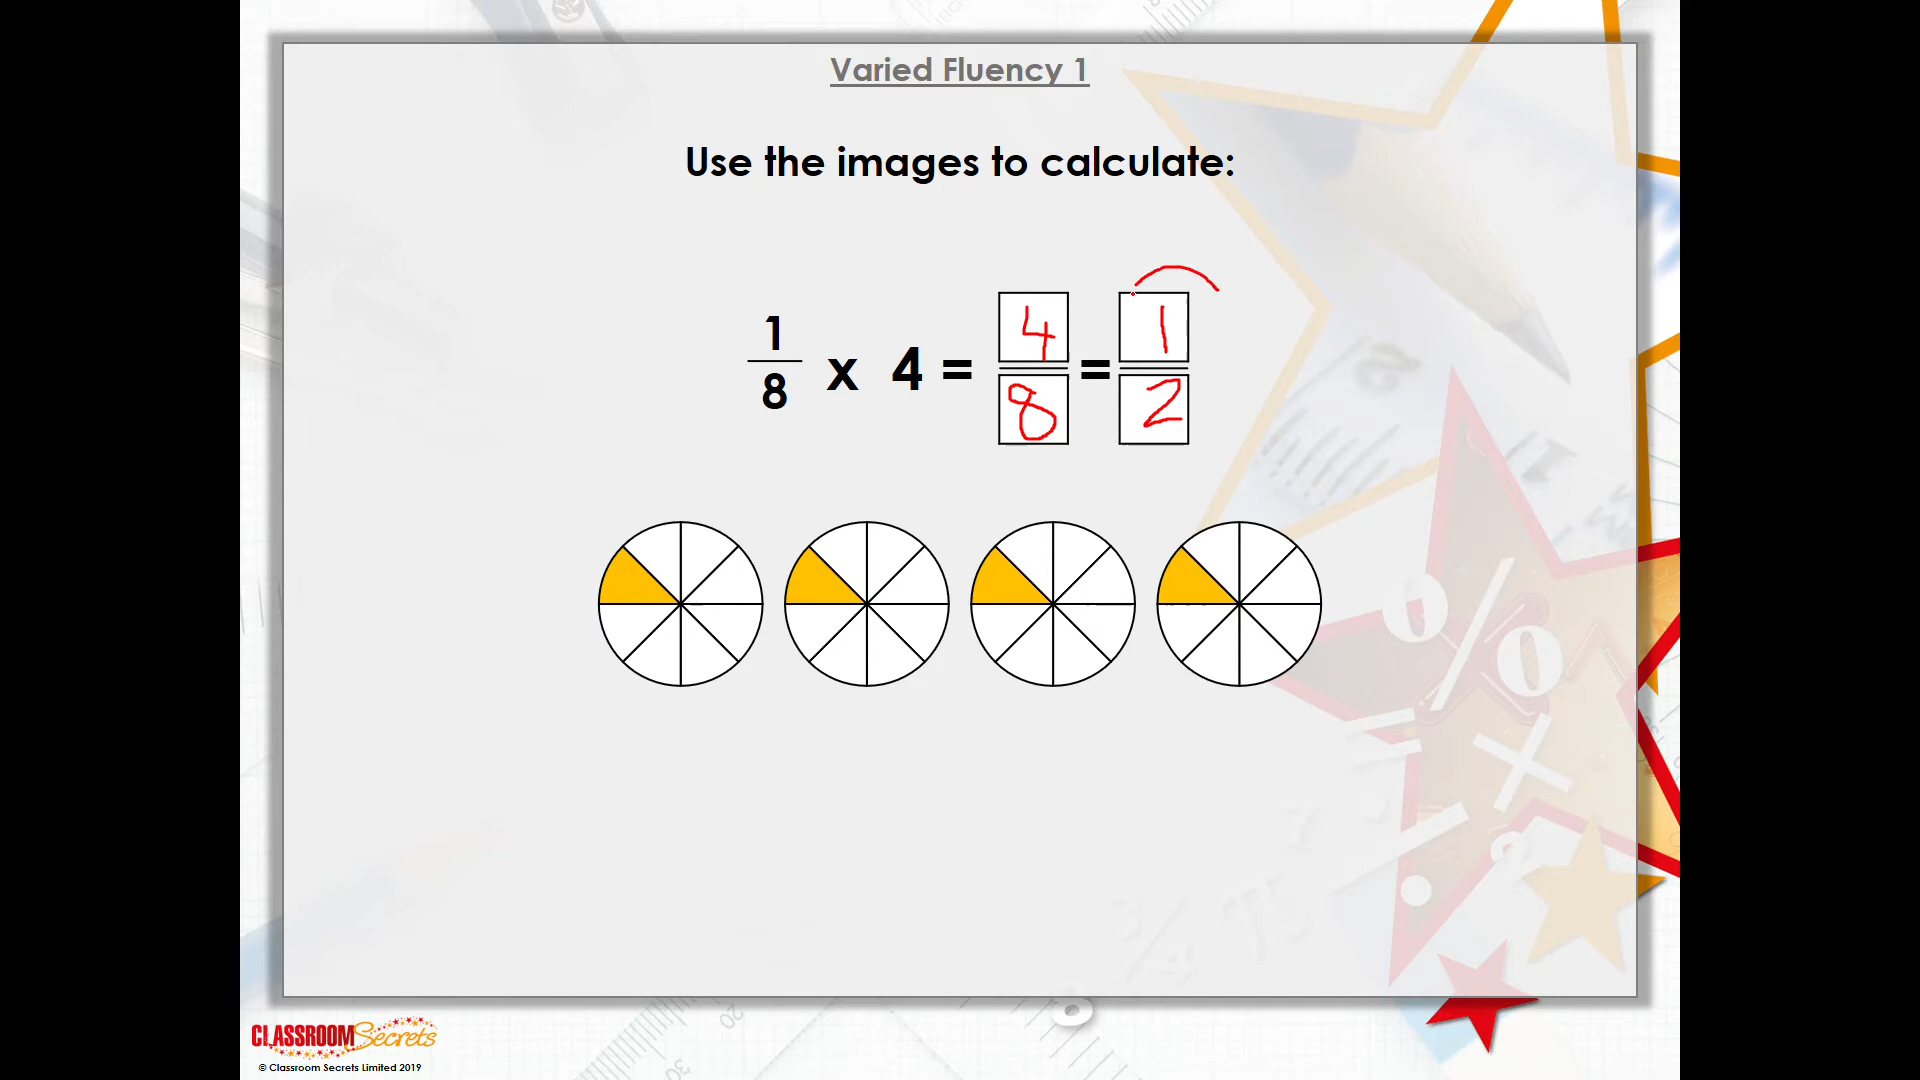 Varied Fluency 1
Use the images to calculate:
1/8 x 4 = 4/8 = 1/2
CLASSROOM Secrets
© Classroom Secrets Limited 2019